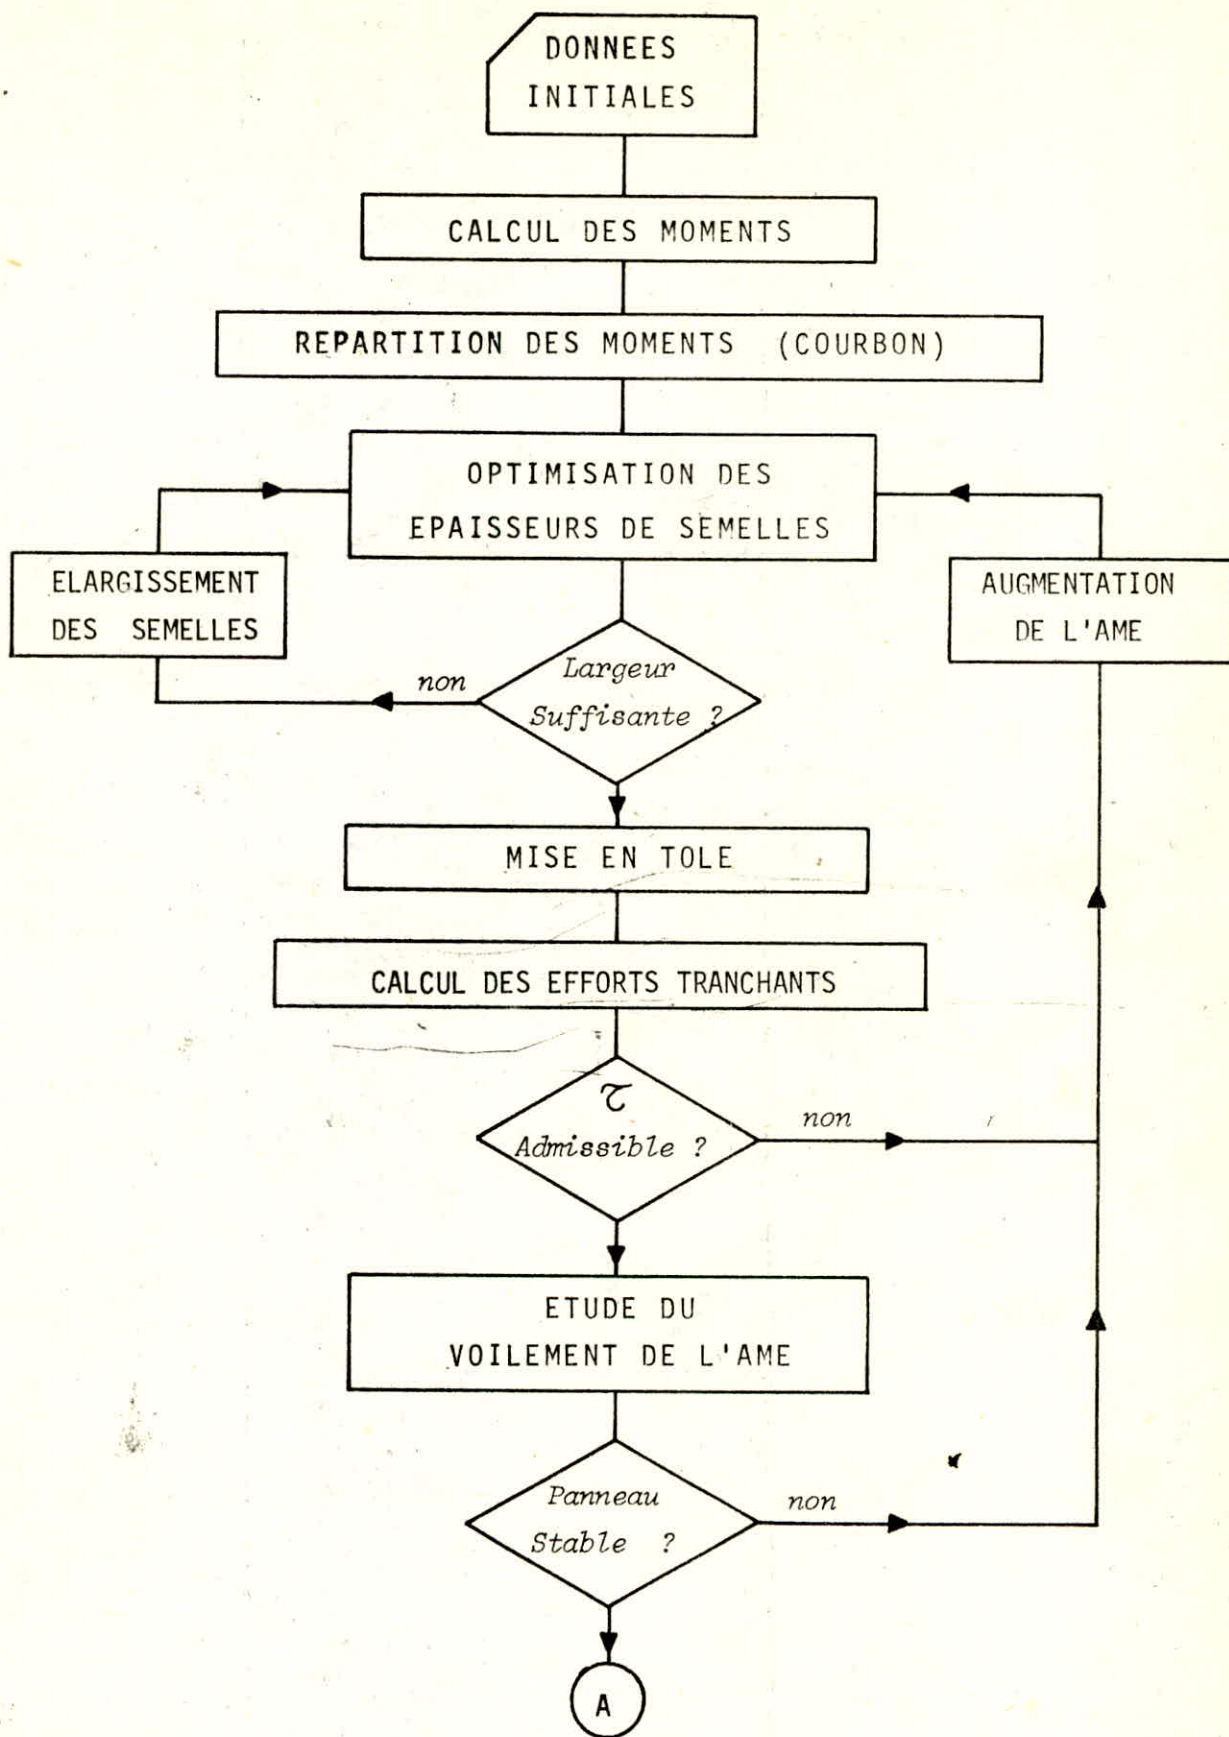 DONNEES
INITIALES
CALCUL DES MOMENTS
REPARTITION DES MOMENTS (COURBON)
OPTIMISATION DES
EPAISSEURS DE SEMELLES
ELARGISSEMENT
DES SEMELLES
AUGMENTATION
DE L'AME
non
Largeur
Suffisante ?
MISE EN TOLE
CALCUL DES EFFORTS TRANCHANTS
τ
Admissible ?
non
ETUDE DU
VOILEMENT DE L'AME
Panneau
Stable ?
non
A